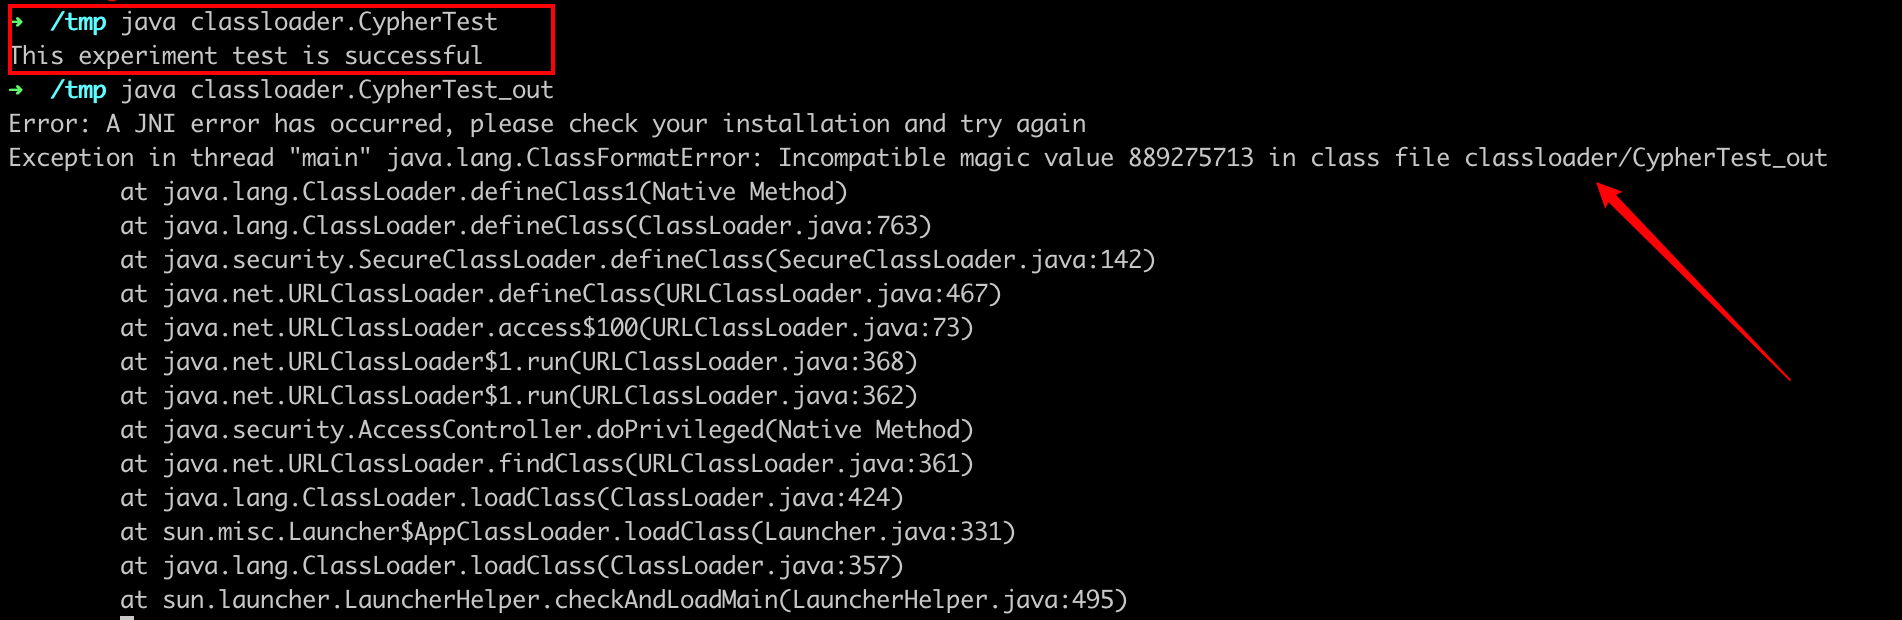 ➜  /tmp java classloader.CypherTest
This experiment test is successful
➜  /tmp java classloader.CypherTest_out
Error: A JNI error has occurred, please check your installation and try again
Exception in thread "main" java.lang.ClassFormatError: Incompatible magic value 889275713 in class file classloader/CypherTest_out
        at java.lang.ClassLoader.defineClass1(Native Method)
        at java.lang.ClassLoader.defineClass(ClassLoader.java:763)
        at java.security.SecureClassLoader.defineClass(SecureClassLoader.java:142)
        at java.net.URLClassLoader.defineClass(URLClassLoader.java:467)
        at java.net.URLClassLoader.access$100(URLClassLoader.java:73)
        at java.net.URLClassLoader$1.run(URLClassLoader.java:368)
        at java.net.URLClassLoader$1.run(URLClassLoader.java:362)
        at java.security.AccessController.doPrivileged(Native Method)
        at java.net.URLClassLoader.findClass(URLClassLoader.java:361)
        at java.lang.ClassLoader.loadClass(ClassLoader.java:424)
        at sun.misc.Launcher$AppClassLoader.loadClass(Launcher.java:331)
        at java.lang.ClassLoader.loadClass(ClassLoader.java:357)
        at sun.launcher.LauncherHelper.checkAndLoadMain(LauncherHelper.java:495)